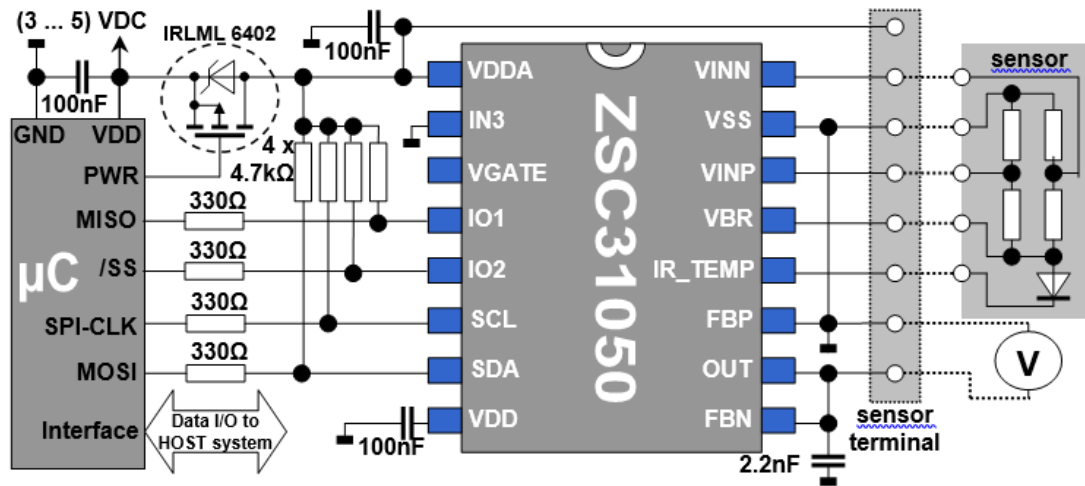 (3 ... 5) VDC
IRLML 6402
100nF
100nF
GND
VDD
PWR
MISO
/SS
SPI-CLK
MOSI
Interface
µC
330Ω
330Ω
330Ω
330Ω
4 x
4.7kΩ
Data I/O to
HOST system
100nF
VDDA
IN3
VGATE
IO1
IO2
SCL
SDA
VDD
ZSC31050
VINN
VSS
VINP
VBR
IR_TEMP
FBP
OUT
FBN
2.2nF
sensor
terminal
sensor
V